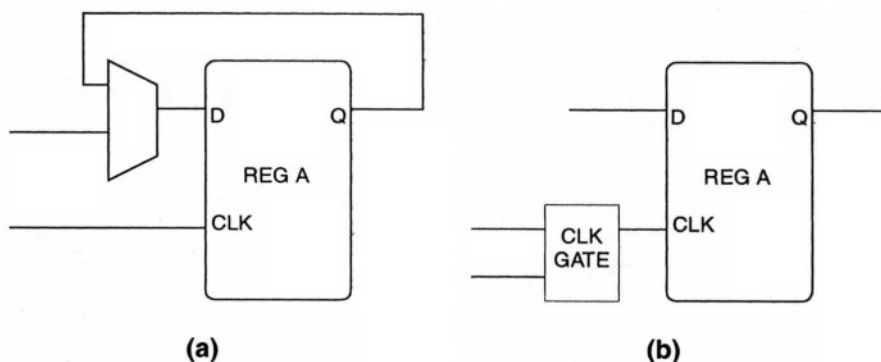 D
Q
REG A
CLK
(a)
D
Q
REG A
CLK
CLK
GATE
(b)